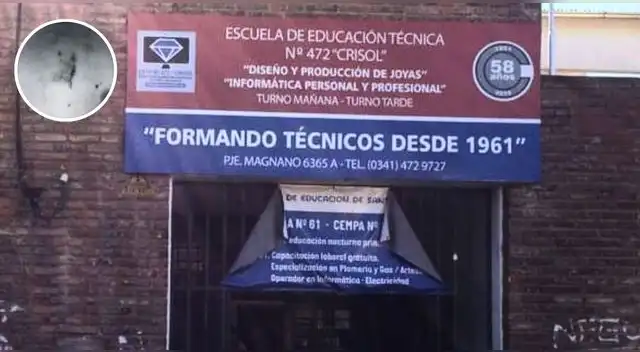 ESCUELA DE EDUCACIÓN TÉCNICA
Nº 472 "CRISOL"
"DISEÑO Y PRODUCCIÓN DE JOYAS"
"INFORMÁTICA PERSONAL Y PROFESIONAL"
TURNO MAÑANA - TURNO TARDE
58
años
"FORMANDO TÉCNICOS DESDE 1961"
PJE. MAGNANO 6365 A - TEL. (0341) 472 9727
DE EDUCACION DE SAN
A Nº 61 - CEMPA Nº
educación nocturna
Capacitación laboral gratuita.
Especialización en Plomería y Gas /
Operador en Informática - Electricidad